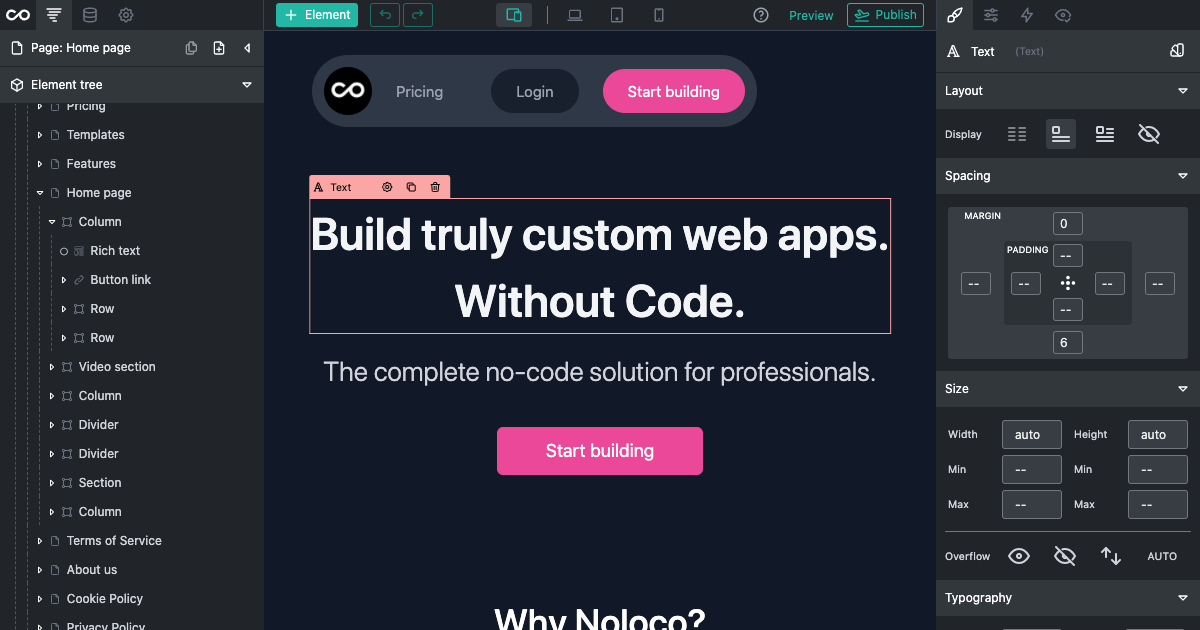 Element
Preview
Publish
Page: Home page
Element tree
Pricing
Templates
Features
Home page
Column
Rich text
Button link
Row
Row
Video section
Column
Divider
Divider
Section
Column
Terms of Service
About us
Cookie Policy
Privacy Policy
Pricing
Login
Start building
Text
Build truly custom web apps.
Without Code.
The complete no-code solution for professionals.
Start building
Why Noloco?
Text (Text)
Layout
Display
Spacing
MARGIN
0
PADDING
--
-- -- -- --
--
6
Size
Width auto Height auto
Min -- Min --
Max -- Max --
Overflow AUTO
Typography